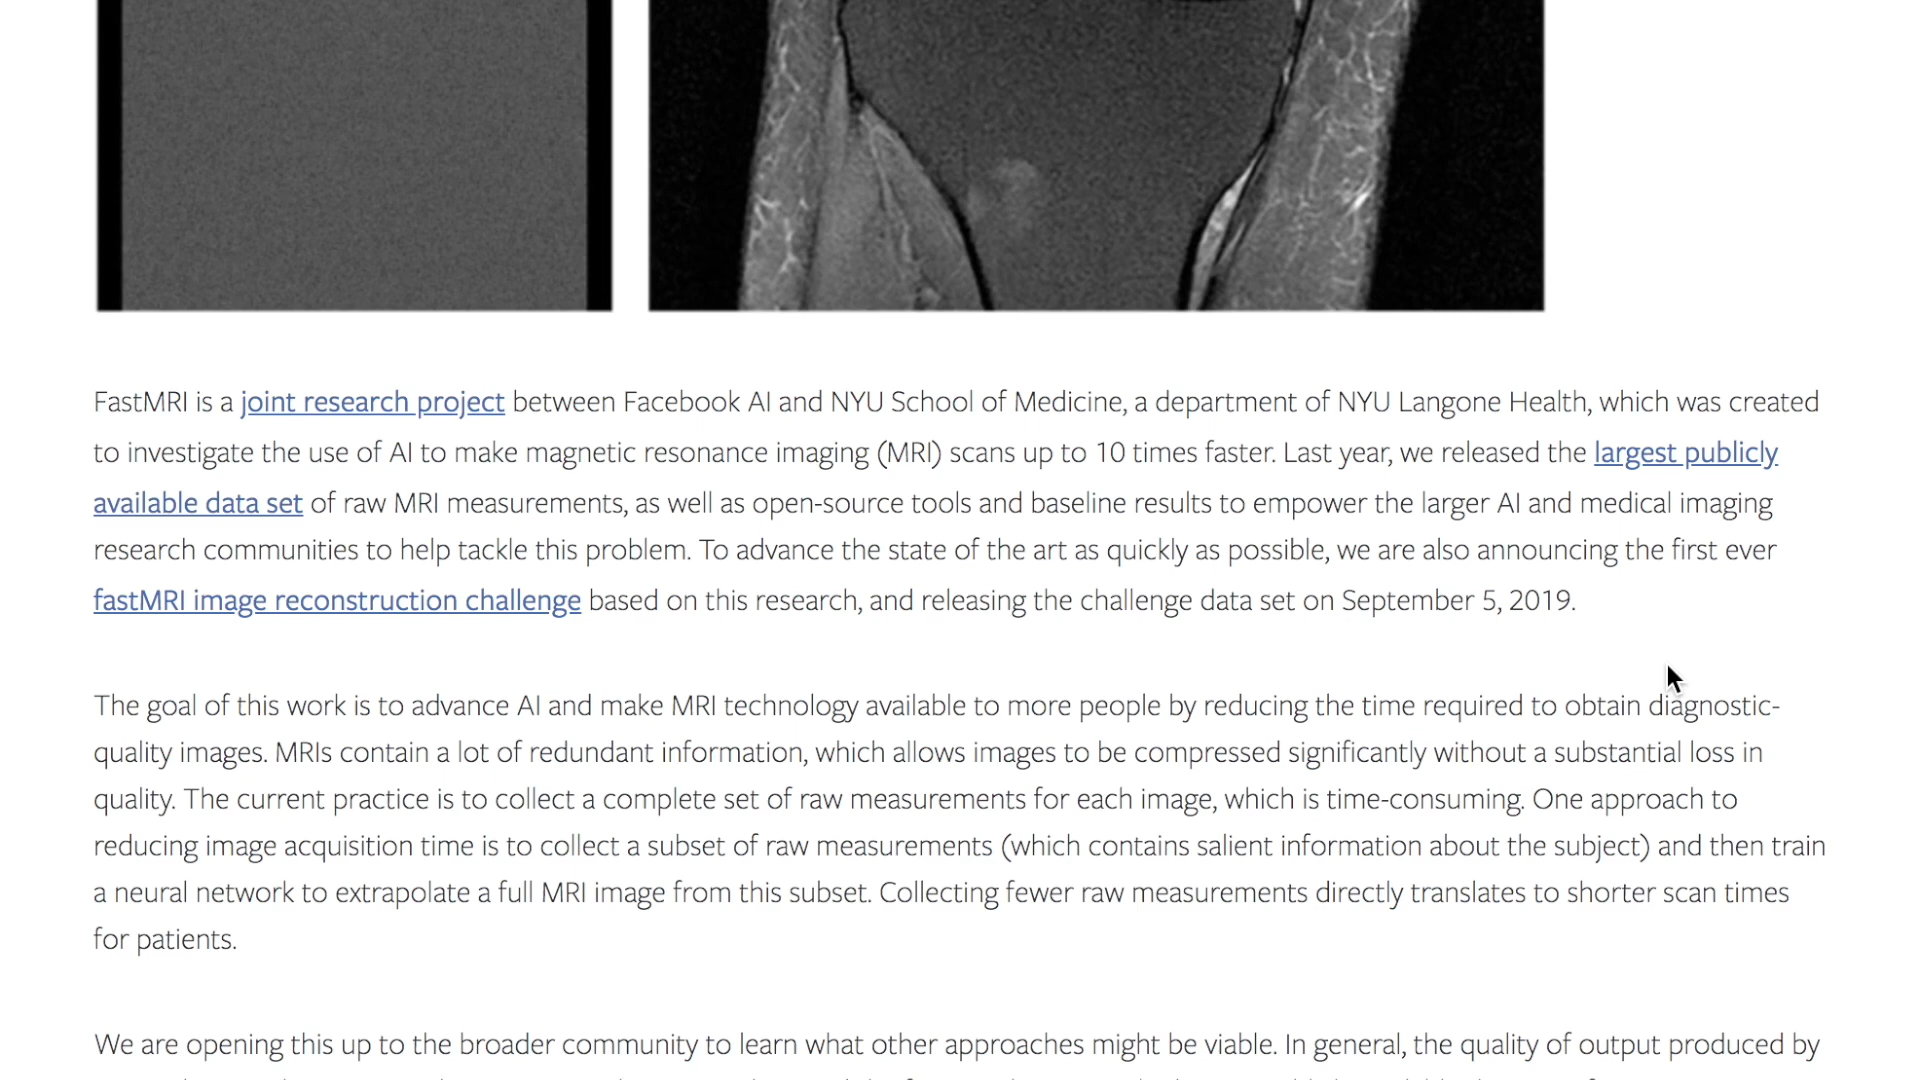 FastMRI is a joint research project between Facebook AI and NYU School of Medicine, a department of NYU Langone Health, which was created
to investigate the use of AI to make magnetic resonance imaging (MRI) scans up to 10 times faster. Last year, we released the largest publicly
available data set of raw MRI measurements, as well as open-source tools and baseline results to empower the larger AI and medical imaging
research communities to help tackle this problem. To advance the state of the art as quickly as possible, we are also announcing the first ever
fastMRI image reconstruction challenge based on this research, and releasing the challenge data set on September 5, 2019.
The goal of this work is to advance AI and make MRI technology available to more people by reducing the time required to obtain diagnostic-
quality images. MRIs contain a lot of redundant information, which allows images to be compressed significantly without a substantial loss in
quality. The current practice is to collect a complete set of raw measurements for each image, which is time-consuming. One approach to
reducing image acquisition time is to collect a subset of raw measurements (which contains salient information about the subject) and then train
a neural network to extrapolate a full MRI image from this subset. Collecting fewer raw measurements directly translates to shorter scan times
for patients.
We are opening this up to the broader community to learn what other approaches might be viable. In general, the quality of output produced by